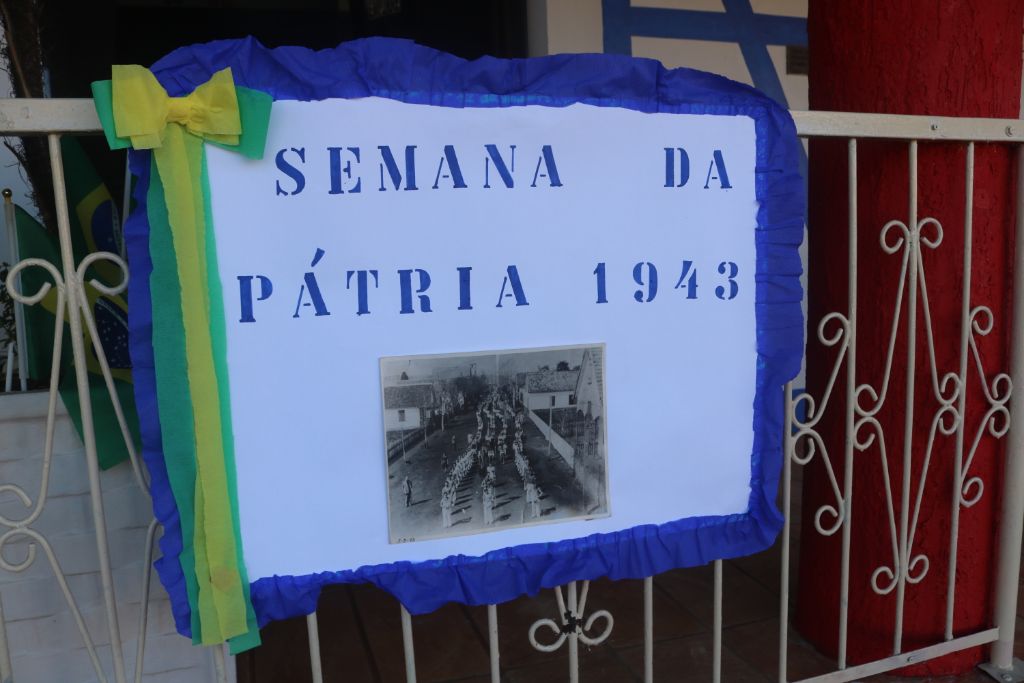 SEMANA DA
PÁTRIA 1943